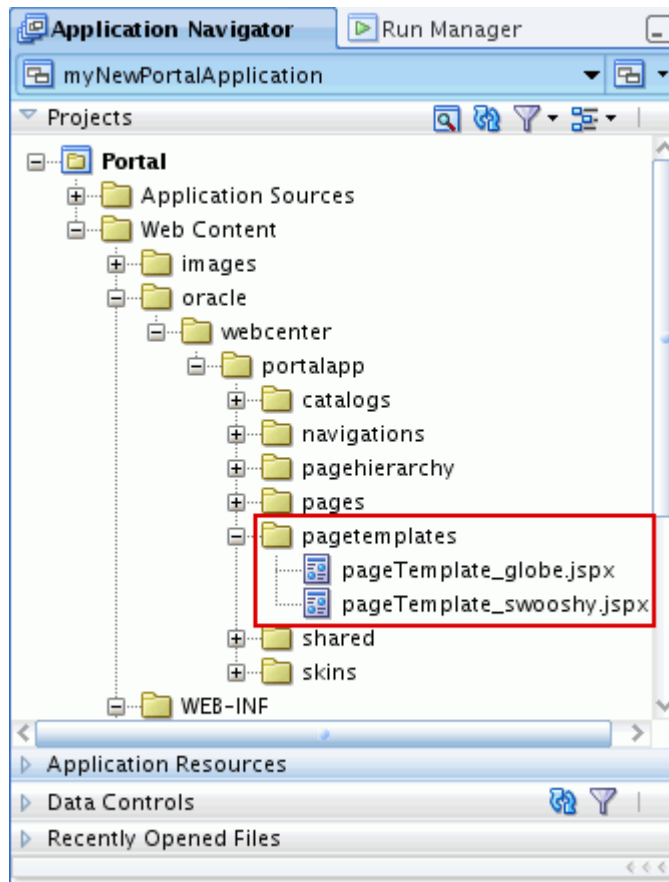 Application Navigator Run Manager
myNewPortalApplication
Projects
Portal
Application Sources
Web Content
images
oracle
webcenter
portalapp
catalogs
navigations
pagehierarchy
pages
pagetemplates
pageTemplate_globe.jspx
pageTemplate_swooshy.jspx
shared
skins
WEB-INF
Application Resources
Data Controls
Recently Opened Files